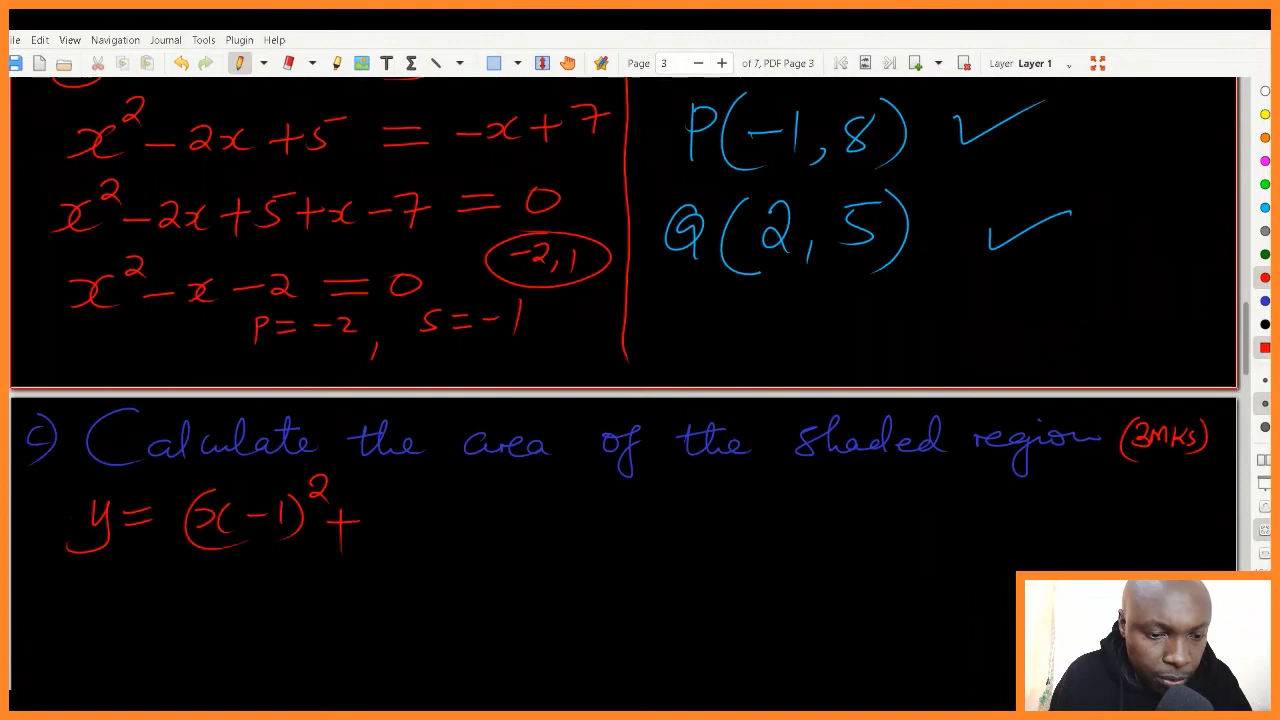 ile Edit View Navigation Journal Tools Plugin Help
Page 3 of 7, PDF Page 3 Layer Layer 1
x² - 2x + 5 = -x + 7
x² - 2x + 5 + x - 7 = 0
x² - x - 2 = 0
-2, 1
P = -2, S = -1
P(-1, 8) ✓
Q(2, 5) ✓
c) Calculate the area of the shaded region (3MKs)
y = (x - 1)² +